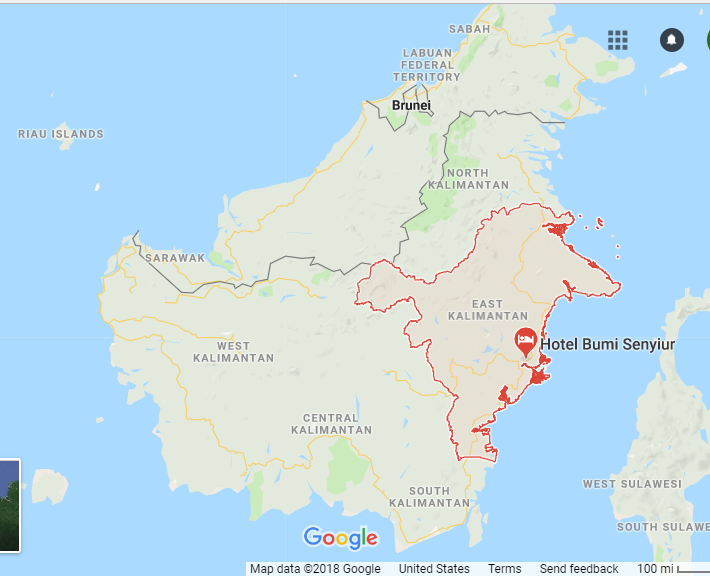 SABAH
LABUAN
FEDERAL
TERRITORY
Brunei
RIAU ISLANDS
NORTH
KALIMANTAN
SARAWAK
EAST
KALIMANTAN
Hotel Bumi Senyiur
WEST
KALIMANTAN
CENTRAL
KALIMANTAN
WEST SULAWESI
SOUTH
KALIMANTAN
SOUTH SULAWE
Google
Map data ©2018 Google United States Terms Send feedback 100 mi